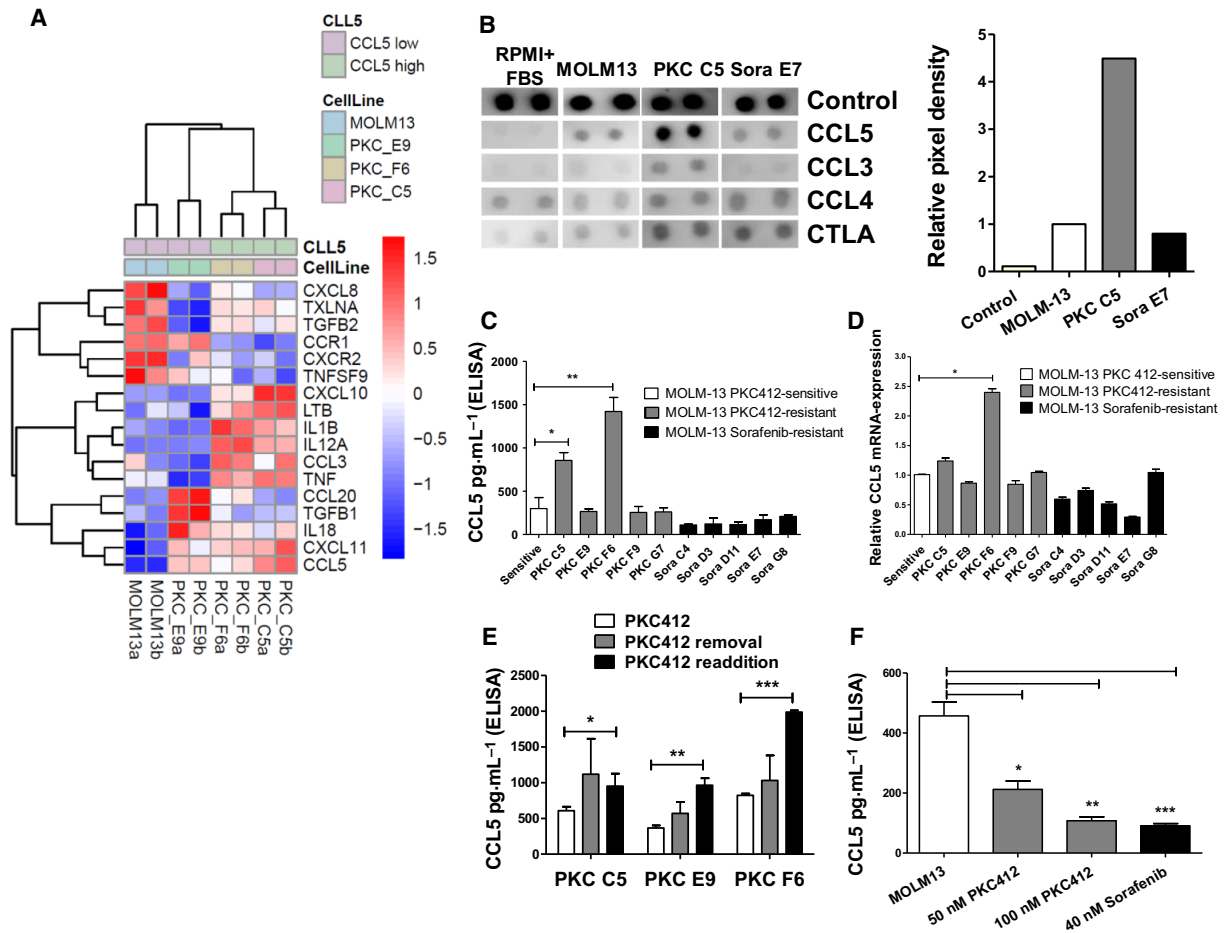 A
CLL5
CCL5 low
CCL5 high
CellLine
MOLM13
PKC_E9
PKC_F6
PKC_C5
CLL5
CellLine
CXCL8
TXLNA
TGFB2
CCR1
CXCR2
TNFSF9
CXCL10
LTB
IL1B
IL12A
CCL3
TNF
CCL20
TGFB1
IL18
CXCL11
CCL5
1.5
1
0.5
0
−0.5
−1
−1.5
MOLM13a
MOLM13b
PKC_E9a
PKC_E9b
PKC_F6a
PKC_F6b
PKC_C5a
PKC_C5b
B
RPMI+
FBS
MOLM13
PKC C5
Sora E7
Control
CCL5
CCL3
CCL4
CTLA
Relative pixel density
5
4
3
2
1
0
Control
MOLM-13
PKC C5
Sora E7
C
CCL5 pg·mL−1 (ELISA)
2000
1500
1000
500
0
*
**
MOLM-13 PKC412-sensitive
MOLM-13 PKC412-resistant
MOLM-13 Sorafenib-resistant
Sensitive
PKC C5
PKC E9
PKC F6
PKC F9
PKC G7
Sora C4
Sora D3
Sora D11
Sora E7
Sora G8
D
Relative CCL5 mRNA-expression
3.0
2.5
2.0
1.5
1.0
0.5
0.0
*
MOLM-13 PKC 412-sensitive
MOLM-13 PKC412-resistant
MOLM-13 Sorafenib-resistant
Sensitive
PKC C5
PKC E9
PKC F6
PKC F9
PKC G7
Sora C4
Sora D3
Sora D11
Sora E7
Sora G8
E
PKC412
PKC412 removal
PKC412 readdition
CCL5 pg·mL−1 (ELISA)
2500
2000
1500
1000
500
0
*
**
***
PKC C5
PKC E9
PKC F6
F
CCL5 pg·mL−1 (ELISA)
600
400
200
0
*
**
***
MOLM13
50 nM PKC412
100 nM PKC412
40 nM Sorafenib